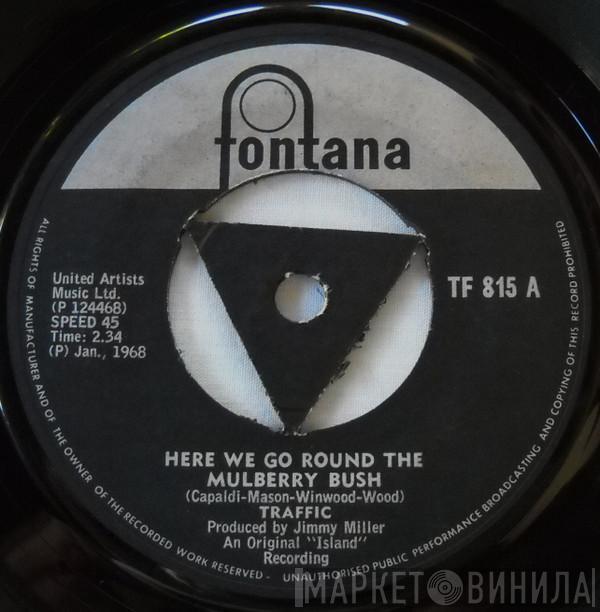 fontana
United Artists
Music Ltd.
(P 124468)
SPEED 45
Time: 2.34
(P) Jan., 1968
TF 815 A
HERE WE GO ROUND THE
MULBERRY BUSH
(Capaldi-Mason-Winwood-Wood)
TRAFFIC
Produced by Jimmy Miller
An Original "Island"
Recording
ALL RIGHTS OF MANUFACTURER AND OF THE OWNER OF THE RECORDED WORK RESERVED - UNAUTHORISED PUBLIC PERFORMANCE BROADCASTING AND COPYING OF THIS RECORD PROHIBITED
МАРКЕТ ВИНИЛА